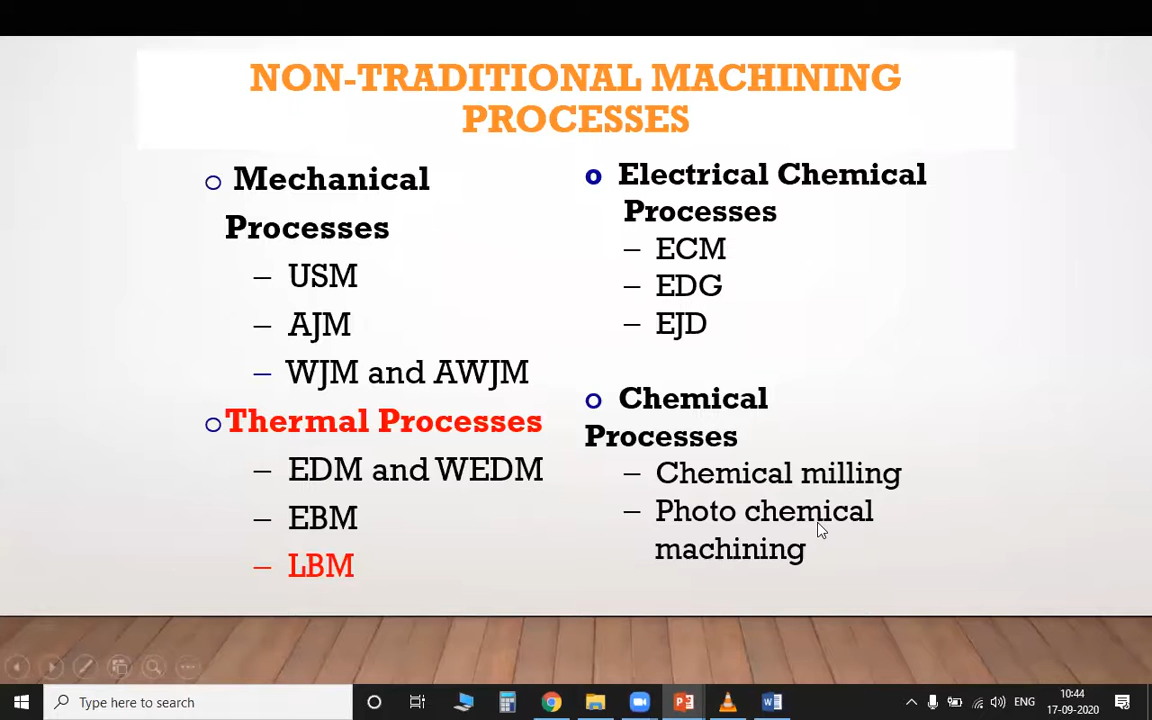 NON-TRADITIONAL MACHINING
PROCESSES
o Mechanical
Processes
– USM
– AJM
– WJM and AWJM
o Thermal Processes
– EDM and WEDM
– EBM
– LBM
o Electrical Chemical
Processes
– ECM
– EDG
– EJD
o Chemical
Processes
– Chemical milling
– Photo chemical
machining
Type here to search
ENG
10:44
17-09-2020